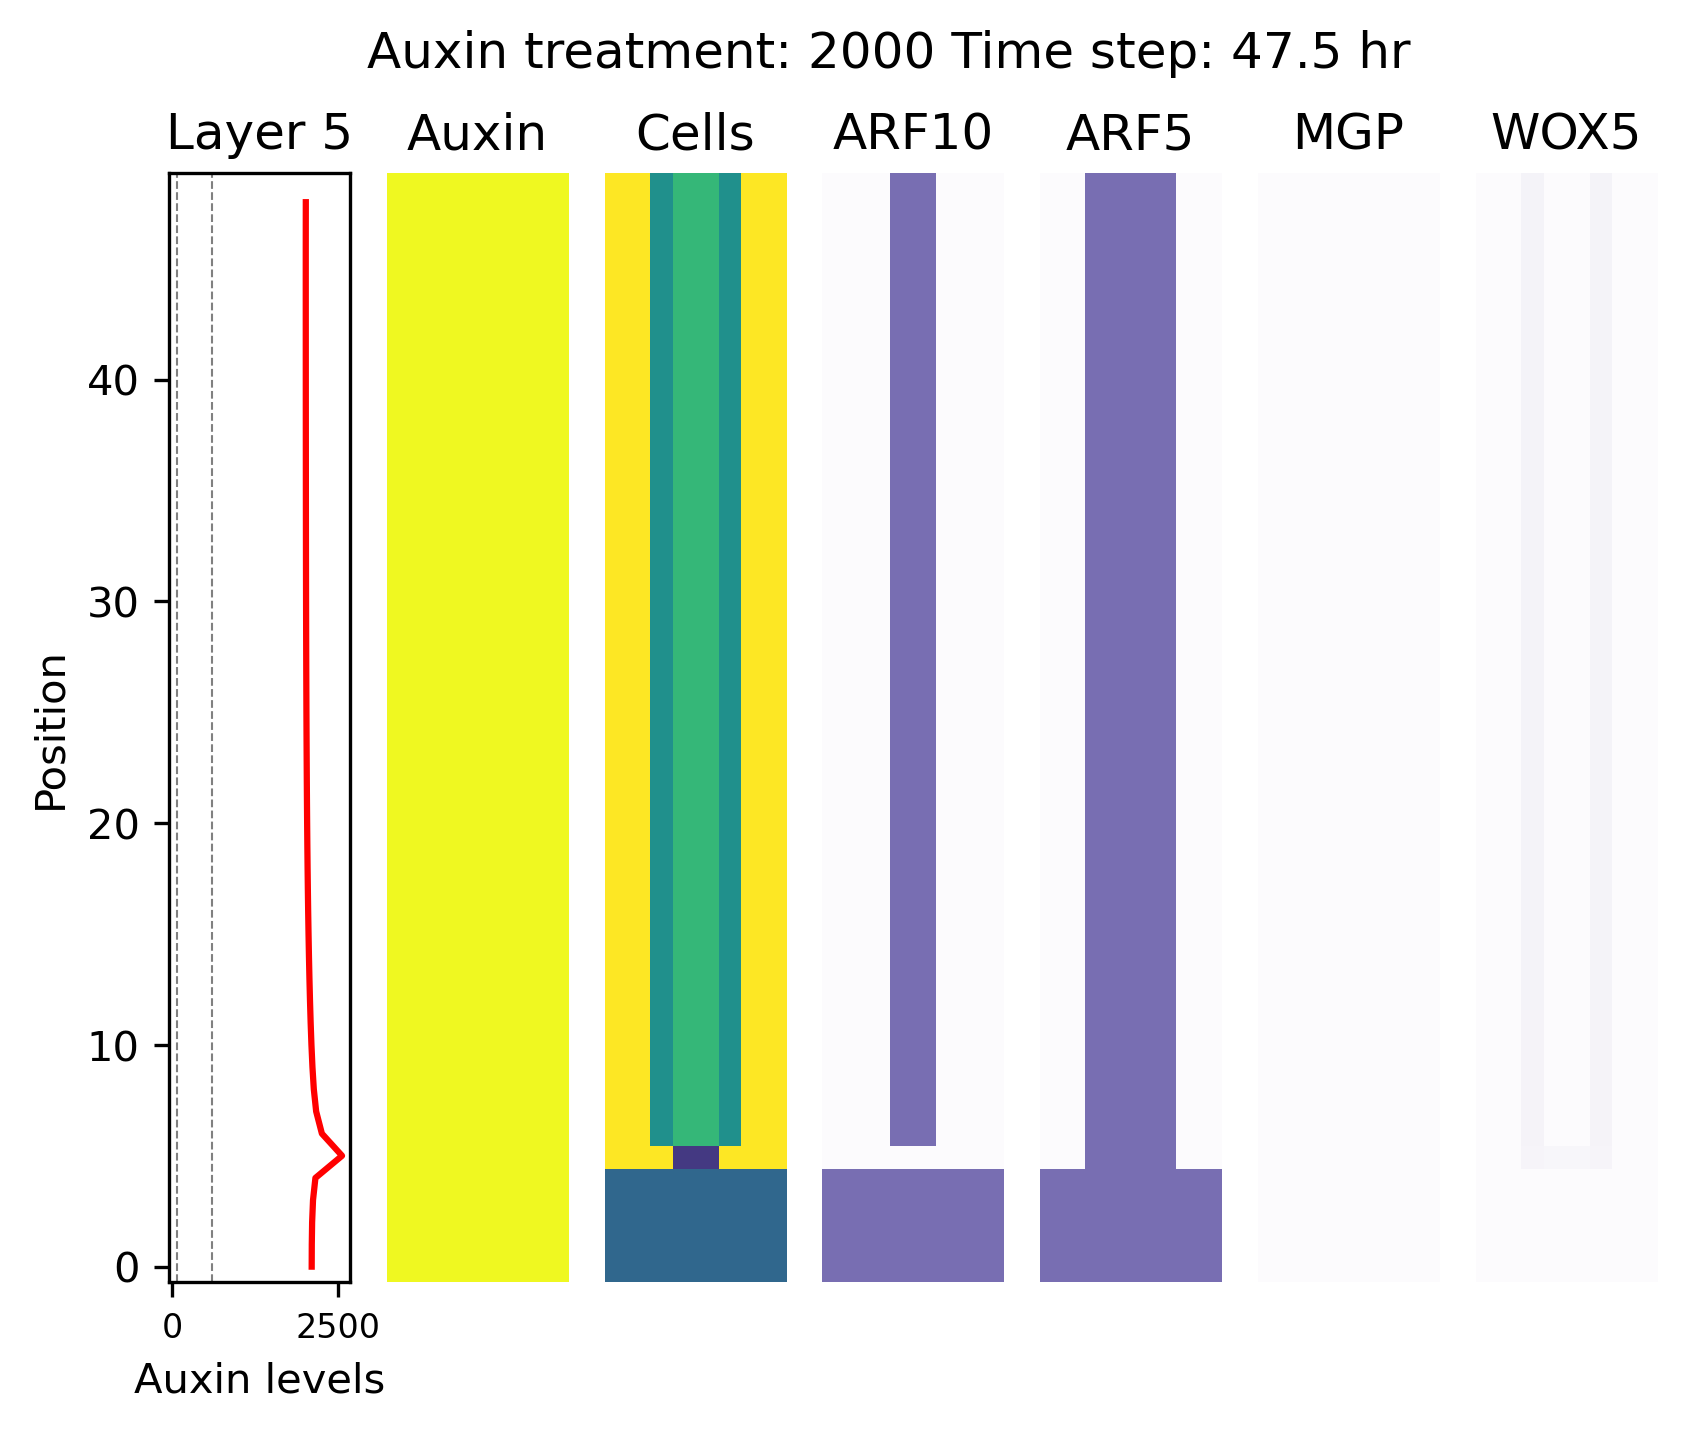 Auxin treatment: 2000 Time step: 47.5 hr
Layer 5 Auxin Cells ARF10 ARF5 MGP WOX5
40
30
20
10
0
Position
0 2500
Auxin levels